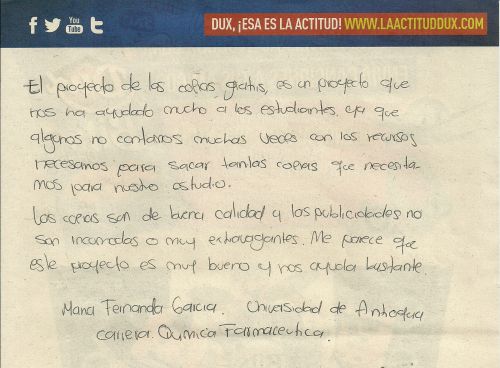 You Tube
DUX, ¡ESA ES LA ACTITUD! WWW.LAACTITUDDUX.COM
El proyecto de las copias gratis, es un proyecto que
nos ha ayudado mucho a los estudiantes, ya que
algunos no contamos muchas veces con los recursos
necesarios para sacar tantas copias que necesita-
mos para nuestro estudio.
Las copias son de buena calidad y las publicidades no
son incomodas o muy extravagantes. Me parece que
este proyecto es muy bueno y nos ayuda bastante.
Maria Fernanda Garcia. Universidad de Antioquia
Carrera. Quimica Farmaceutica.